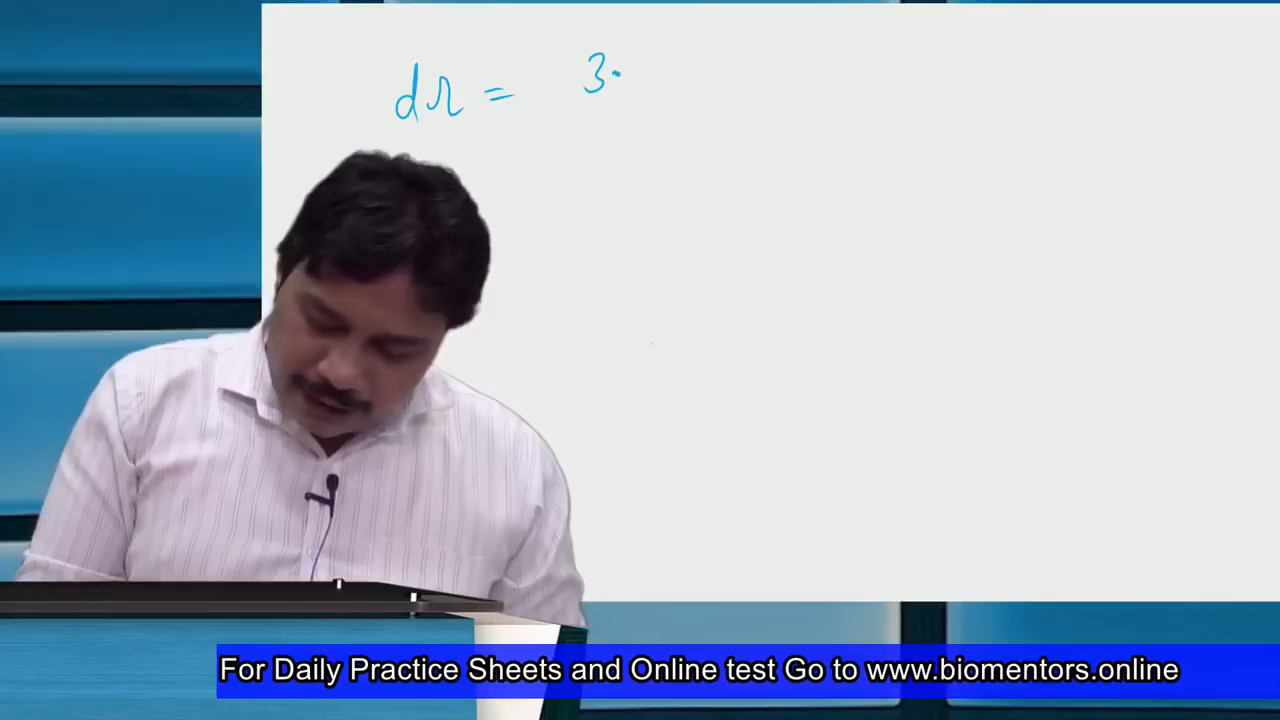 dr = 3.
For Daily Practice Sheets and Online test Go to www.biomentors.online